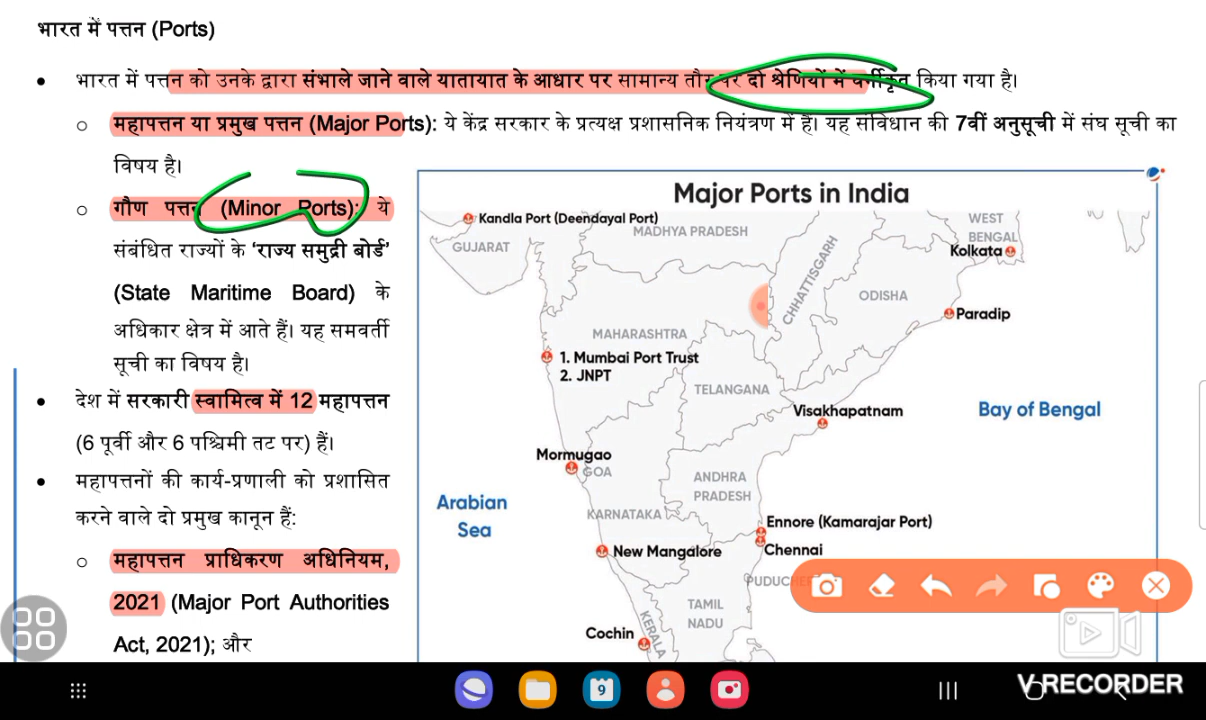 भारत में पत्तन (Ports)
भारत में पत्तन को उनके द्वारा संभाले जाने वाले यातायात के आधार पर सामान्य तौर पर दो श्रेणियों में वर्गीकृत किया गया है।
महापत्तन या प्रमुख पत्तन (Major Ports): ये केंद्र सरकार के प्रत्यक्ष प्रशासनिक नियंत्रण में हैं। यह संविधान की 7वीं अनुसूची में संघ सूची का
विषय है।
गौण पत्तन (Minor Ports): ये
संबंधित राज्यों के ‘राज्य समुद्री बोर्ड’
(State Maritime Board) के
अधिकार क्षेत्र में आते हैं। यह समवर्ती
सूची का विषय है।
देश में सरकारी स्वामित्व में 12 महापत्तन
(6 पूर्वी और 6 पश्चिमी तट पर) हैं।
महापत्तनों की कार्य-प्रणाली को प्रशासित
करने वाले दो प्रमुख कानून हैं:
महापत्तन प्राधिकरण अधिनियम,
2021 (Major Port Authorities
Act, 2021); और
Major Ports in India
Kandla Port (Deendayal Port)
GUJARAT
MADHYA PRADESH
CHHATTISGARH
WEST
BENGAL
Kolkata
ODISHA
Paradip
MAHARASHTRA
1. Mumbai Port Trust
2. JNPT
TELANGANA
Visakhapatnam
Bay of Bengal
Mormugao
GOA
ANDHRA
PRADESH
Arabian
Sea
KARNATAKA
Ennore (Kamarajar Port)
Chennai
New Mangalore
TAMIL
NADU
KERALA
Cochin
9
V RECORDER